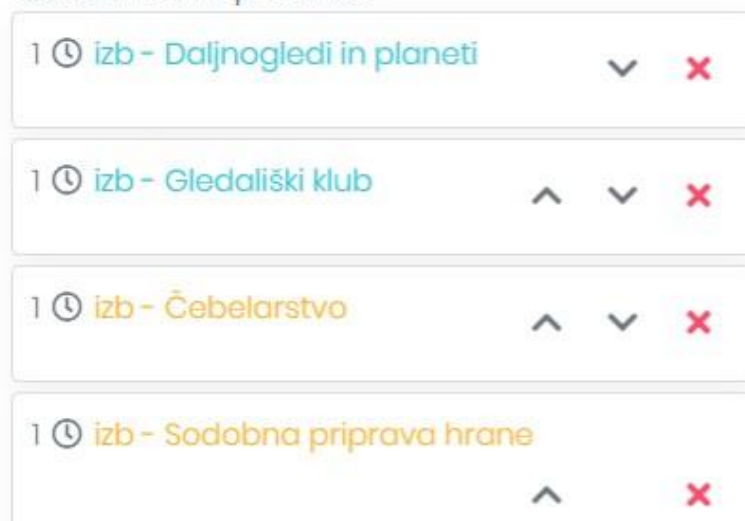 1 izb - Daljnogledi in planeti
1 izb - Gledališki klub
1 izb - Čebelarstvo
1 izb - Sodobna priprava hrane